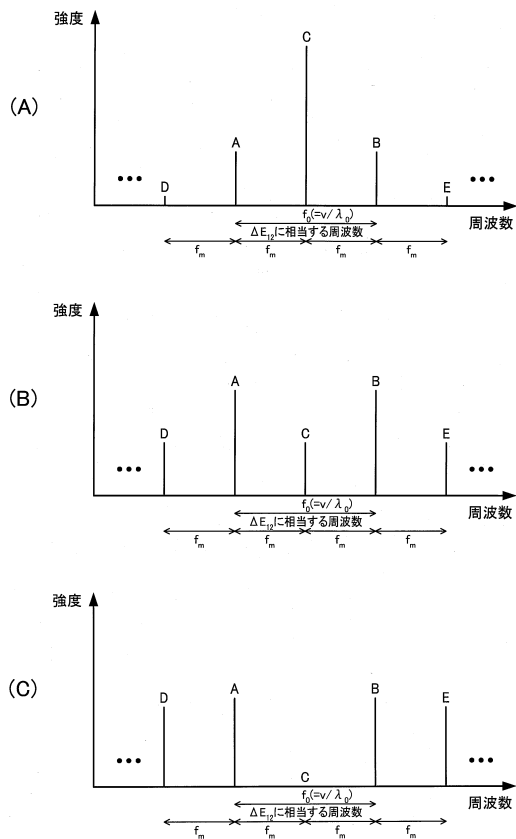 強度
(A)
C
A
B
D
E
•••
•••
周波数
f₀(=v/λ₀)
ΔE₁₂に相当する周波数
fₘ
fₘ
fₘ
fₘ
強度
(B)
A
B
D
C
E
•••
•••
周波数
f₀(=v/λ₀)
ΔE₁₂に相当する周波数
fₘ
fₘ
fₘ
fₘ
強度
(C)
D
A
B
E
•••
•••
C
周波数
f₀(=v/λ₀)
ΔE₁₂に相当する周波数
fₘ
fₘ
fₘ
fₘ